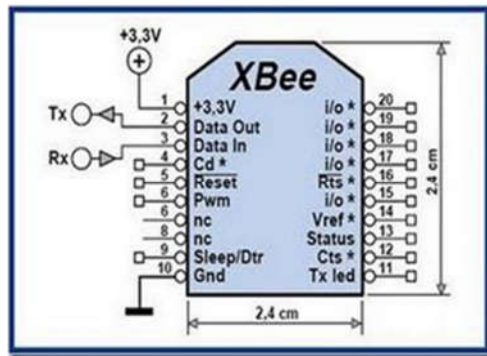 +3,3V
XBee
1 +3,3V i/o * 20
Tx 2 Data Out i/o * 19
Rx 3 Data In i/o * 18
4 Cd * i/o * 17
5 Reset Rts * 16
6 Pwm i/o * 15
6 nc Vref * 14
8 nc Status 13
9 Sleep/Dtr Cts * 12
10 Gnd Tx led 11
2,4 cm
2,4 cm